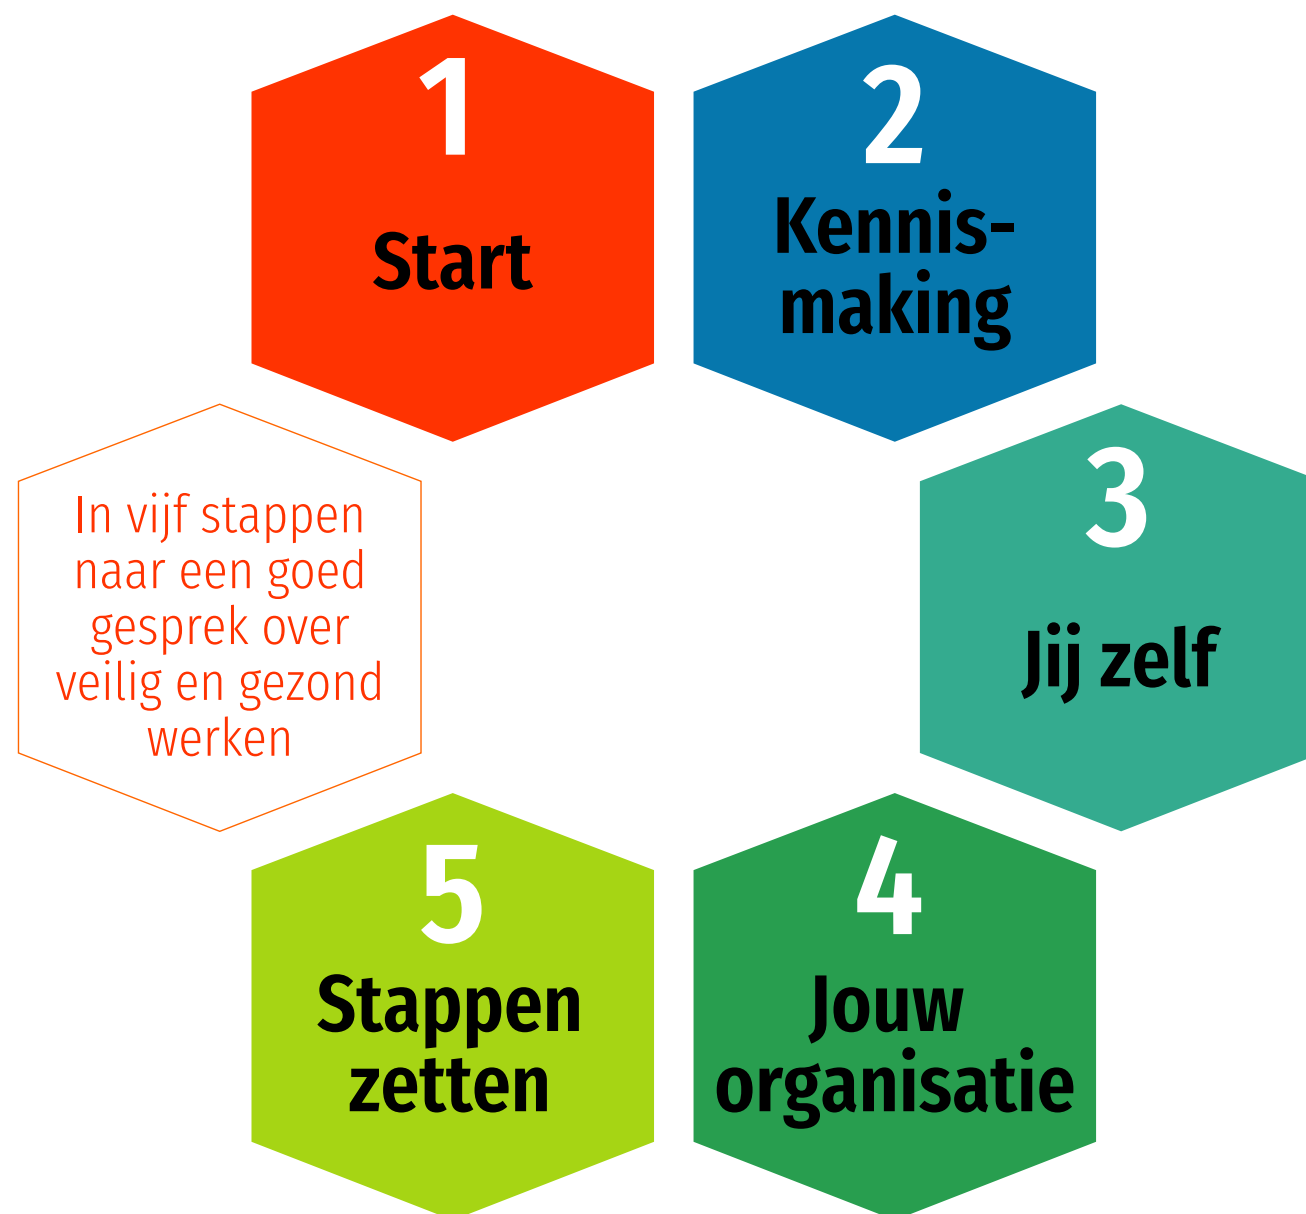 1
Start
2
Kennis-
making
3
Jij zelf
4
Jouw
organisatie
5
Stappen
zetten
In vijf stappen
naar een goed
gesprek over
veilig en gezond
werken